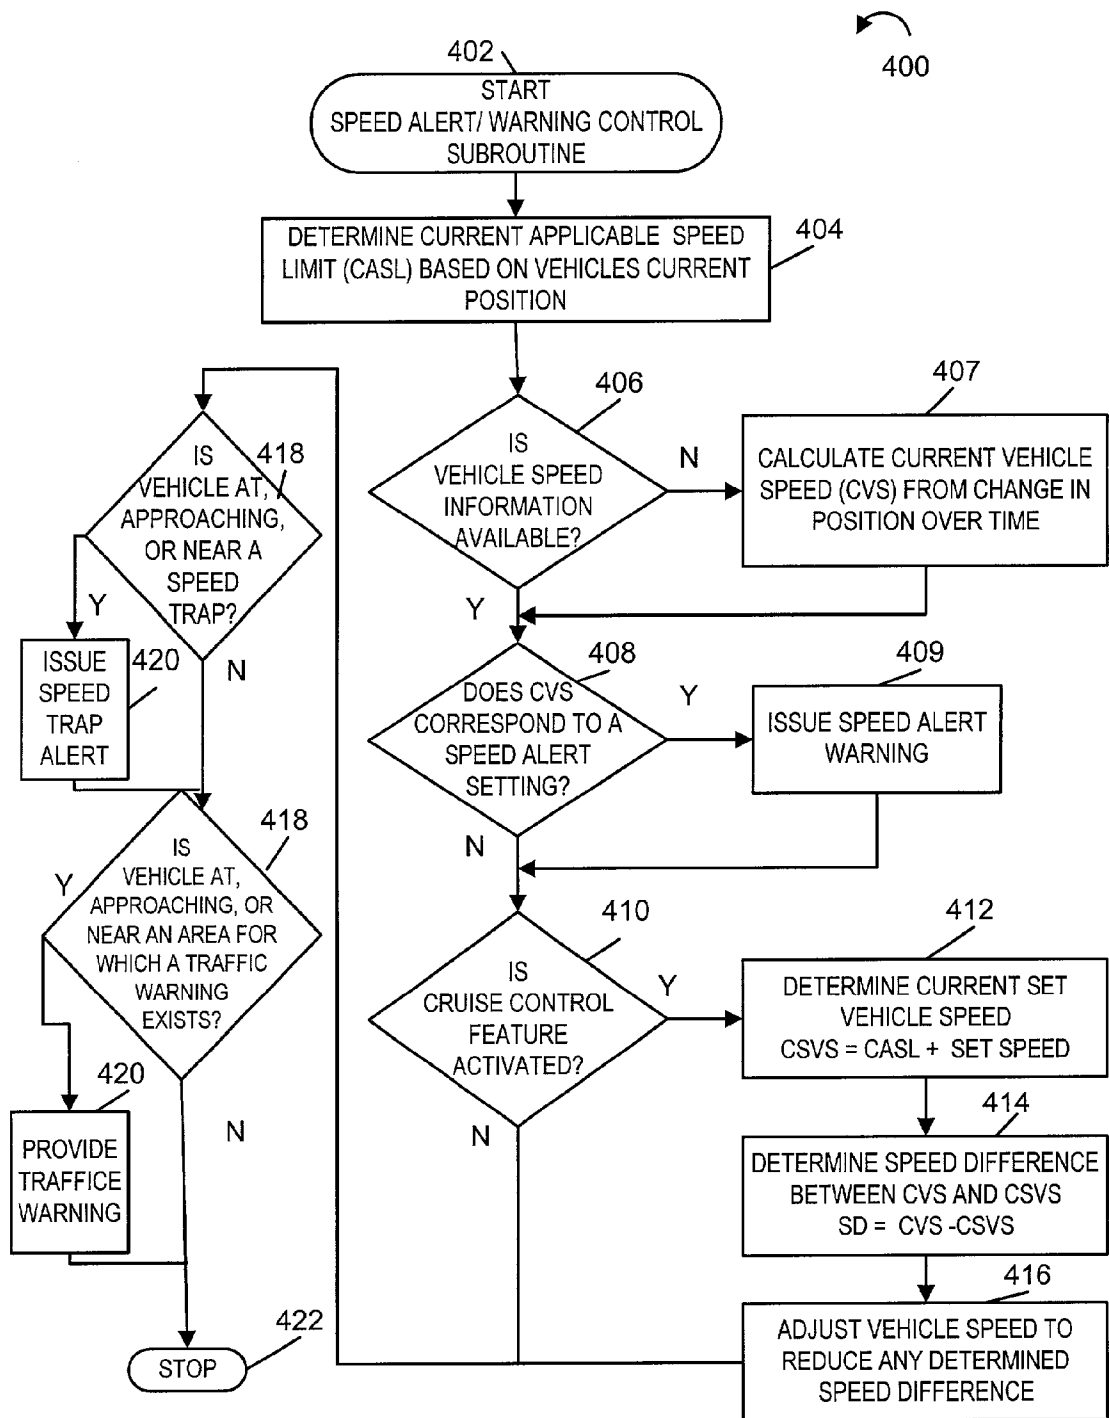 400
402
START
SPEED ALERT/ WARNING CONTROL
SUBROUTINE
404
DETERMINE CURRENT APPLICABLE SPEED
LIMIT (CASL) BASED ON VEHICLES CURRENT
POSITION
406
IS
VEHICLE SPEED
INFORMATION
AVAILABLE?
N
Y
407
CALCULATE CURRENT VEHICLE
SPEED (CVS) FROM CHANGE IN
POSITION OVER TIME
408
DOES CVS
CORRESPOND TO A
SPEED ALERT
SETTING?
Y
N
409
ISSUE SPEED ALERT
WARNING
410
IS
CRUISE CONTROL
FEATURE
ACTIVATED?
Y
N
412
DETERMINE CURRENT SET
VEHICLE SPEED
CSVS = CASL + SET SPEED
414
DETERMINE SPEED DIFFERENCE
BETWEEN CVS AND CSVS
SD = CVS -CSVS
416
ADJUST VEHICLE SPEED TO
REDUCE ANY DETERMINED
SPEED DIFFERENCE
418
IS
VEHICLE AT,
APPROACHING,
OR NEAR A
SPEED
TRAP?
Y
N
420
ISSUE
SPEED
TRAP
ALERT
418
IS
VEHICLE AT,
APPROACHING, OR
NEAR AN AREA FOR
WHICH A TRAFFIC
WARNING
EXISTS?
Y
N
420
PROVIDE
TRAFFICE
WARNING
422
STOP